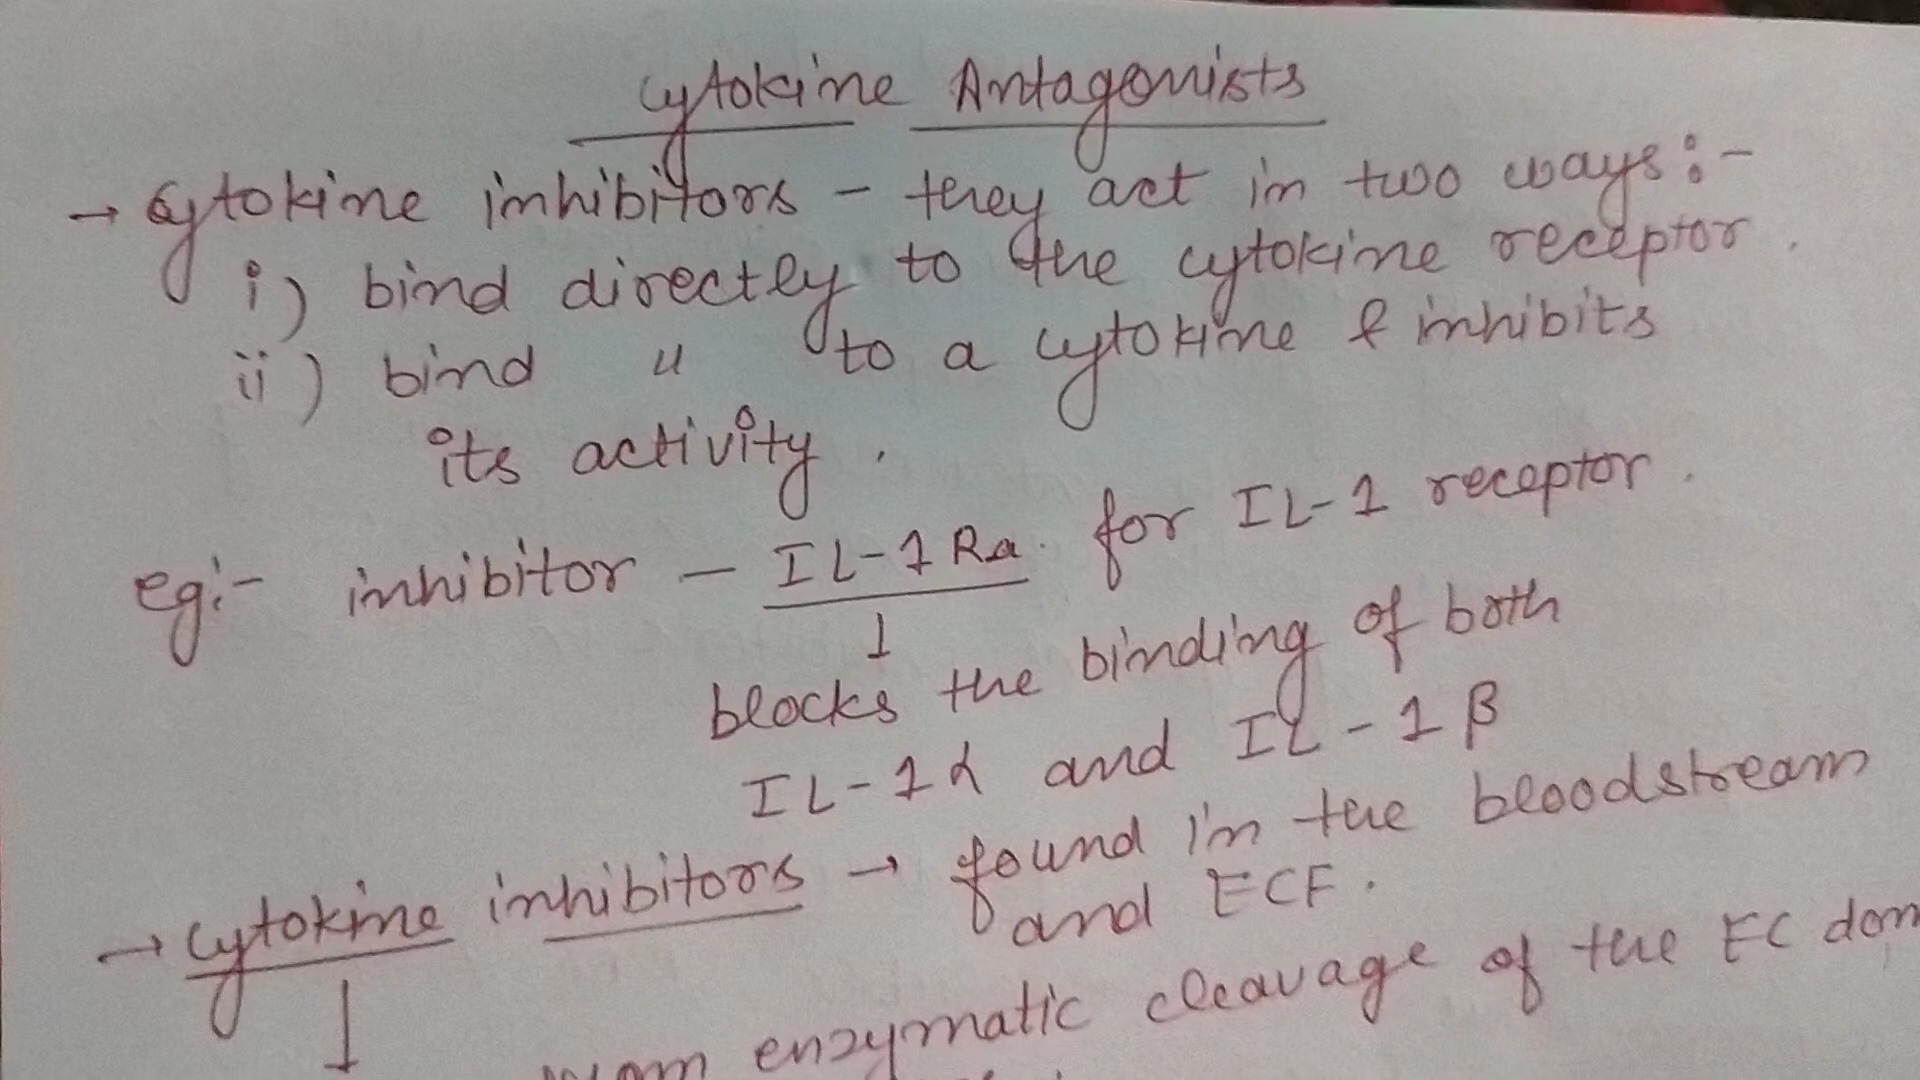 Cytokine Antagonists
→ Cytokine inhibitors - they act in two ways :-
i) bind directly to the cytokine receptor.
ii) bind " to a cytokine & inhibits
its activity.
eg:- inhibitor - IL-1Ra for IL-1 receptor.
↓
blocks the binding of both
IL-1α and IL-1β
→ Cytokine inhibitors → found in the bloodstream
and ECF.
↓
enzymatic cleavage of the EC dom